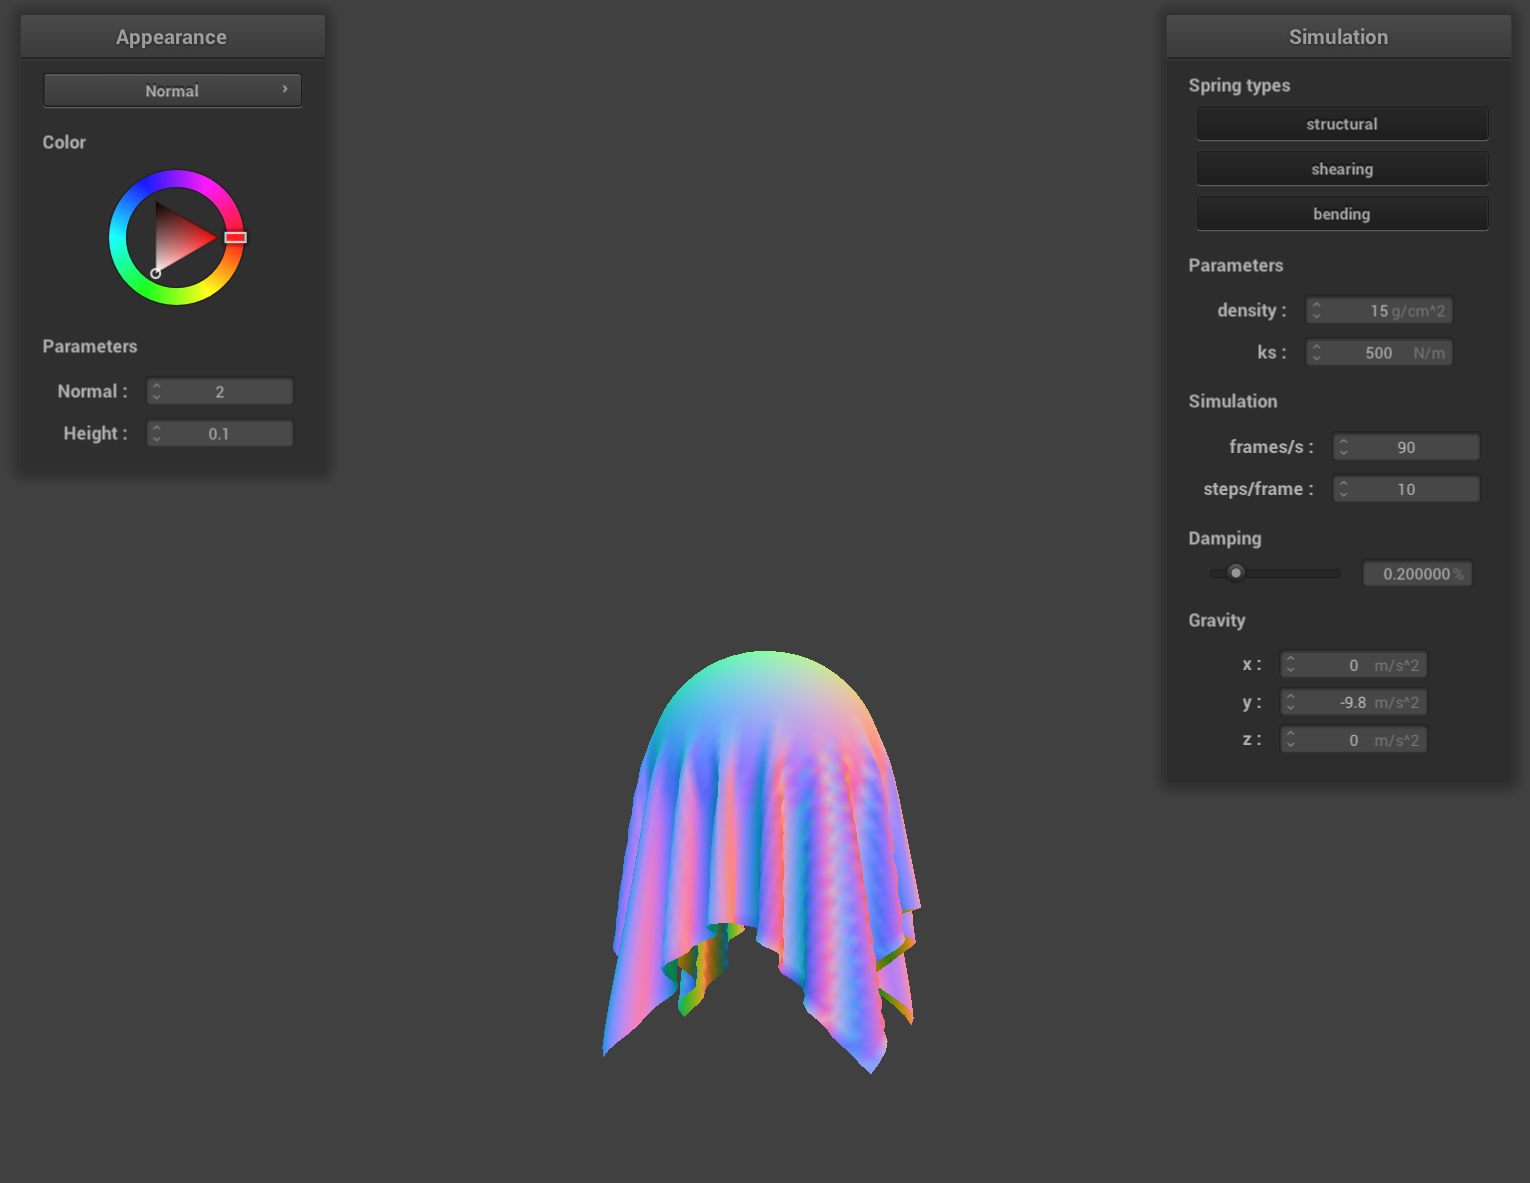 Appearance
Normal
Color
Parameters
Normal : 2
Height : 0.1
Simulation
Spring types
structural
shearing
bending
Parameters
density : 15 g/cm^2
ks : 500 N/m
Simulation
frames/s : 90
steps/frame : 10
Damping
0.200000 %
Gravity
x : 0 m/s^2
y : -9.8 m/s^2
z : 0 m/s^2